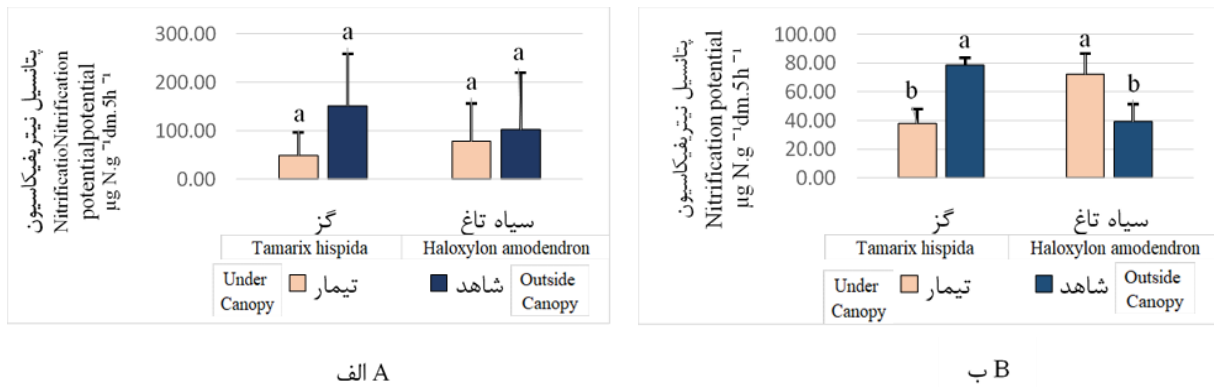 پتانسیل نیتریفیکاسیون
NitrificatioNitrification
potentialpotential
µg N.g ⁻¹dm.5h ⁻¹
300.00
200.00
100.00
0.00
a
a
a
a
گز
سیاه تاغ
Tamarix hispida
Haloxylon amodendron
Under
Canopy
تیمار
شاهد
Outside
Canopy
A الف
پتانسیل نیتریفیکاسیون
Nitrification potential
µg N.g ⁻¹dm.5h ⁻¹
100.00
80.00
60.00
40.00
20.00
0.00
b
a
a
b
گز
سیاه تاغ
Tamarix hispida
Haloxylon amodendron
Under
Canopy
تیمار
شاهد
Outside
Canopy
B ب